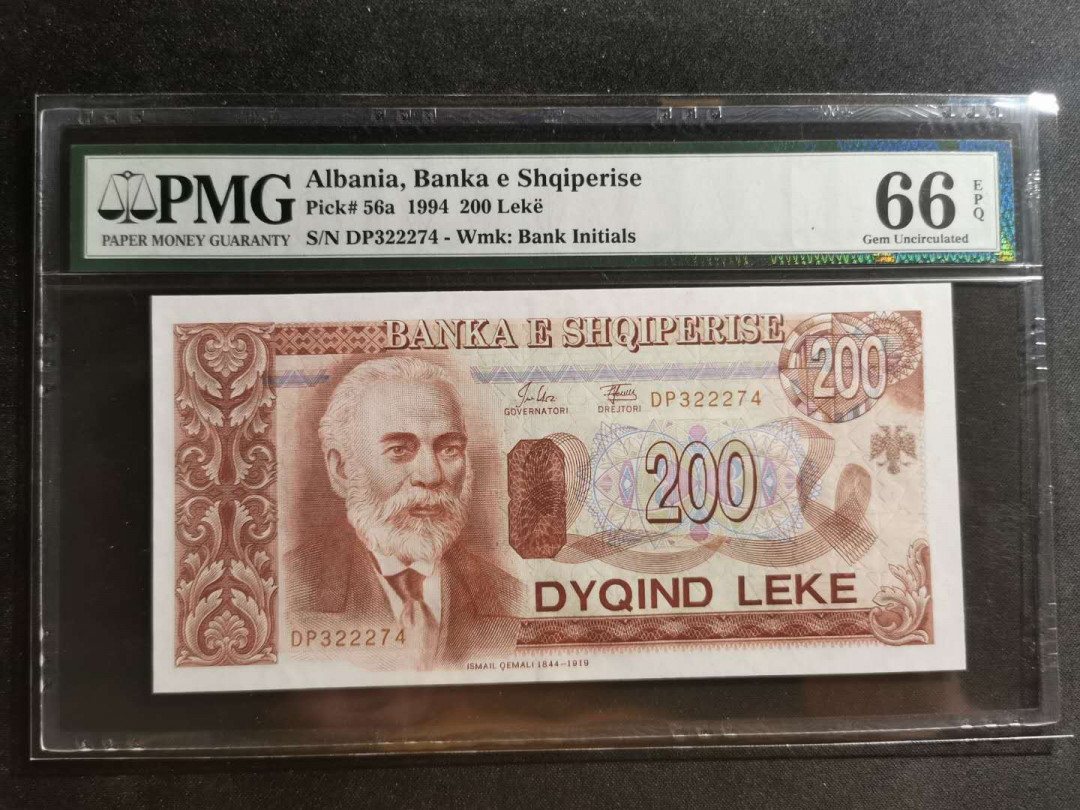 PMG
PAPER MONEY GUARANTY
Albania, Banka e Shqiperise
Pick# 56a 1994 200 Lekë
S/N DP322274 - Wmk: Bank Initials
66
EPQ
Gem Uncirculated
BANKA E SHQIPERISE
200
GOVERNATORI
DREJTORI
DP322274
200
DYQIND LEKE
DP322274
ISMAIL QEMALI 1844-1919